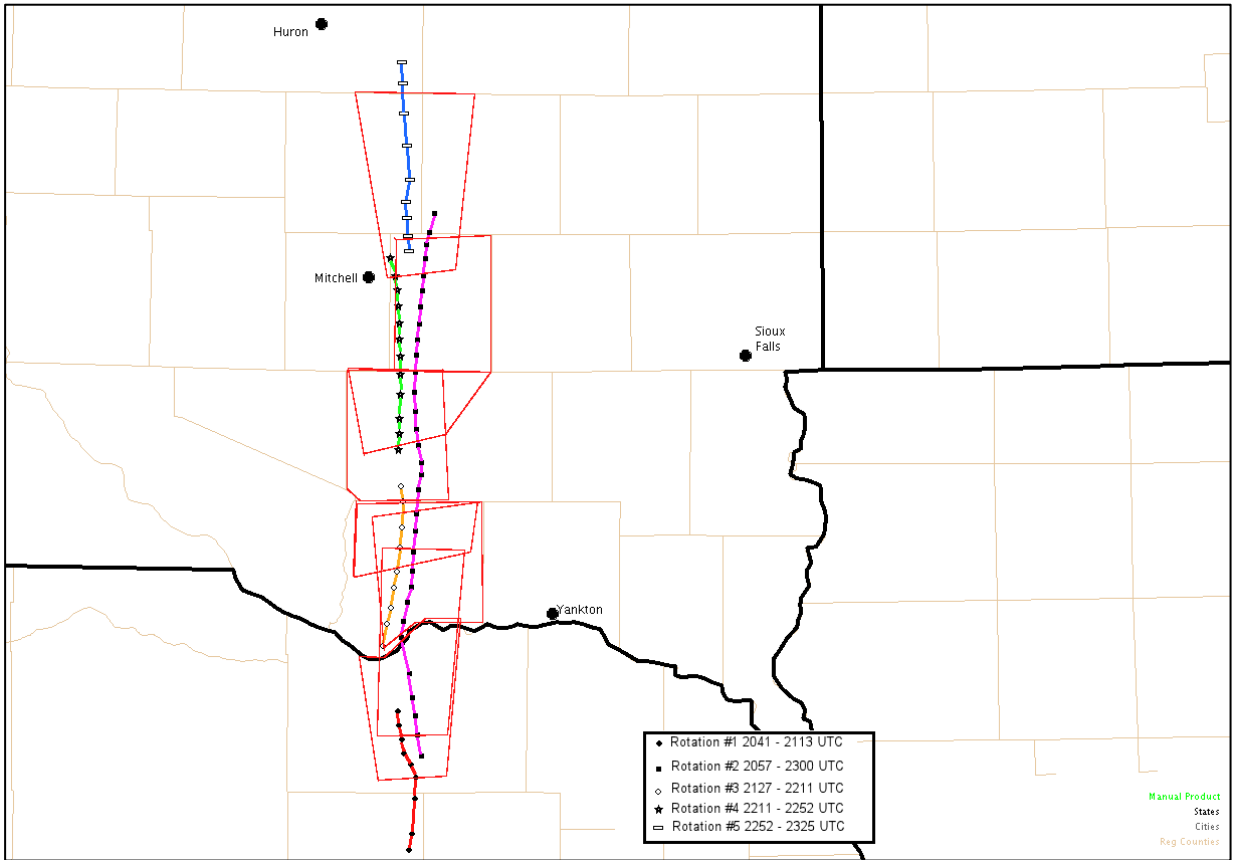 Huron
Mitchell
Sioux
Falls
Yankton
Rotation #1 2041 - 2113 UTC
Rotation #2 2057 - 2300 UTC
Rotation #3 2127 - 2211 UTC
Rotation #4 2211 - 2252 UTC
Rotation #5 2252 - 2325 UTC
Manual Product
States
Cities
Reg Counties